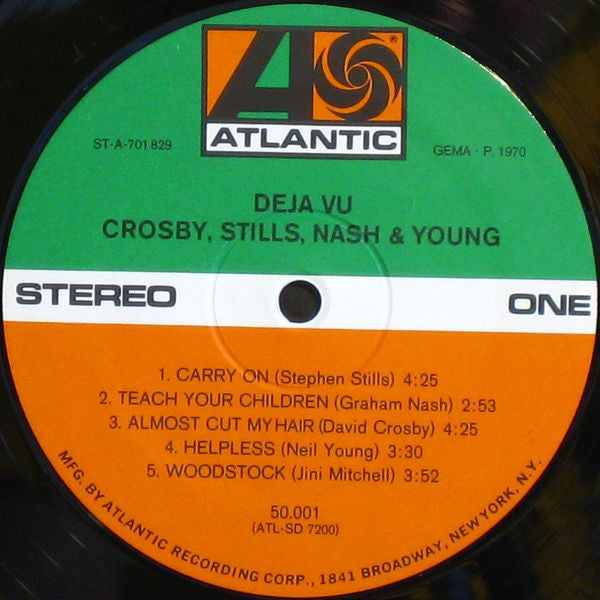 ATLANTIC
®
ST-A-701 829
GEMA · P. 1970
DEJA VU
CROSBY, STILLS, NASH & YOUNG
STEREO
ONE
1. CARRY ON (Stephen Stills) 4:25
2. TEACH YOUR CHILDREN (Graham Nash) 2:53
3. ALMOST CUT MYHAIR (David Crosby) 4:25
4. HELPLESS (Neil Young) 3:30
5. WOODSTOCK (Jini Mitchell) 3:52
50.001
(ATL-SD 7200)
MFG. BY ATLANTIC RECORDING CORP., 1841 BROADWAY, NEW YORK, N.Y.